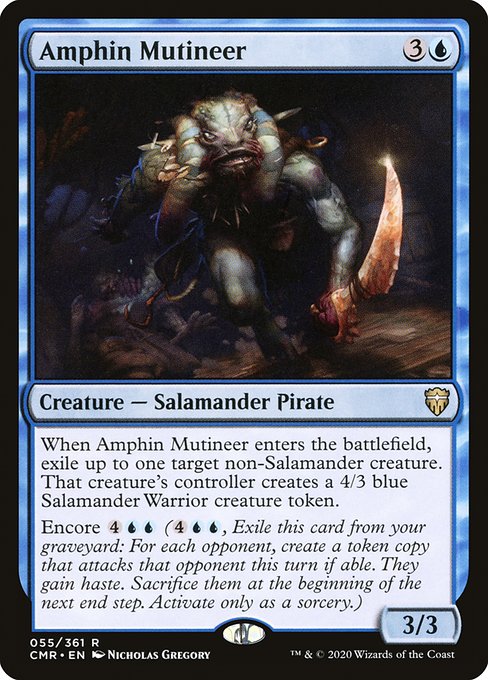 Amphin Mutineer 3
Creature — Salamander Pirate
When Amphin Mutineer enters the battlefield,
exile up to one target non-Salamander creature.
That creature's controller creates a 4/3 blue
Salamander Warrior creature token.
Encore 4 (4, Exile this card from your
graveyard: For each opponent, create a token copy
that attacks that opponent this turn if able. They
gain haste. Sacrifice them at the beginning of the
next end step. Activate only as a sorcery.)
3/3
055/361 R
CMR • EN Nicholas Gregory
™ & © 2020 Wizards of the Coast